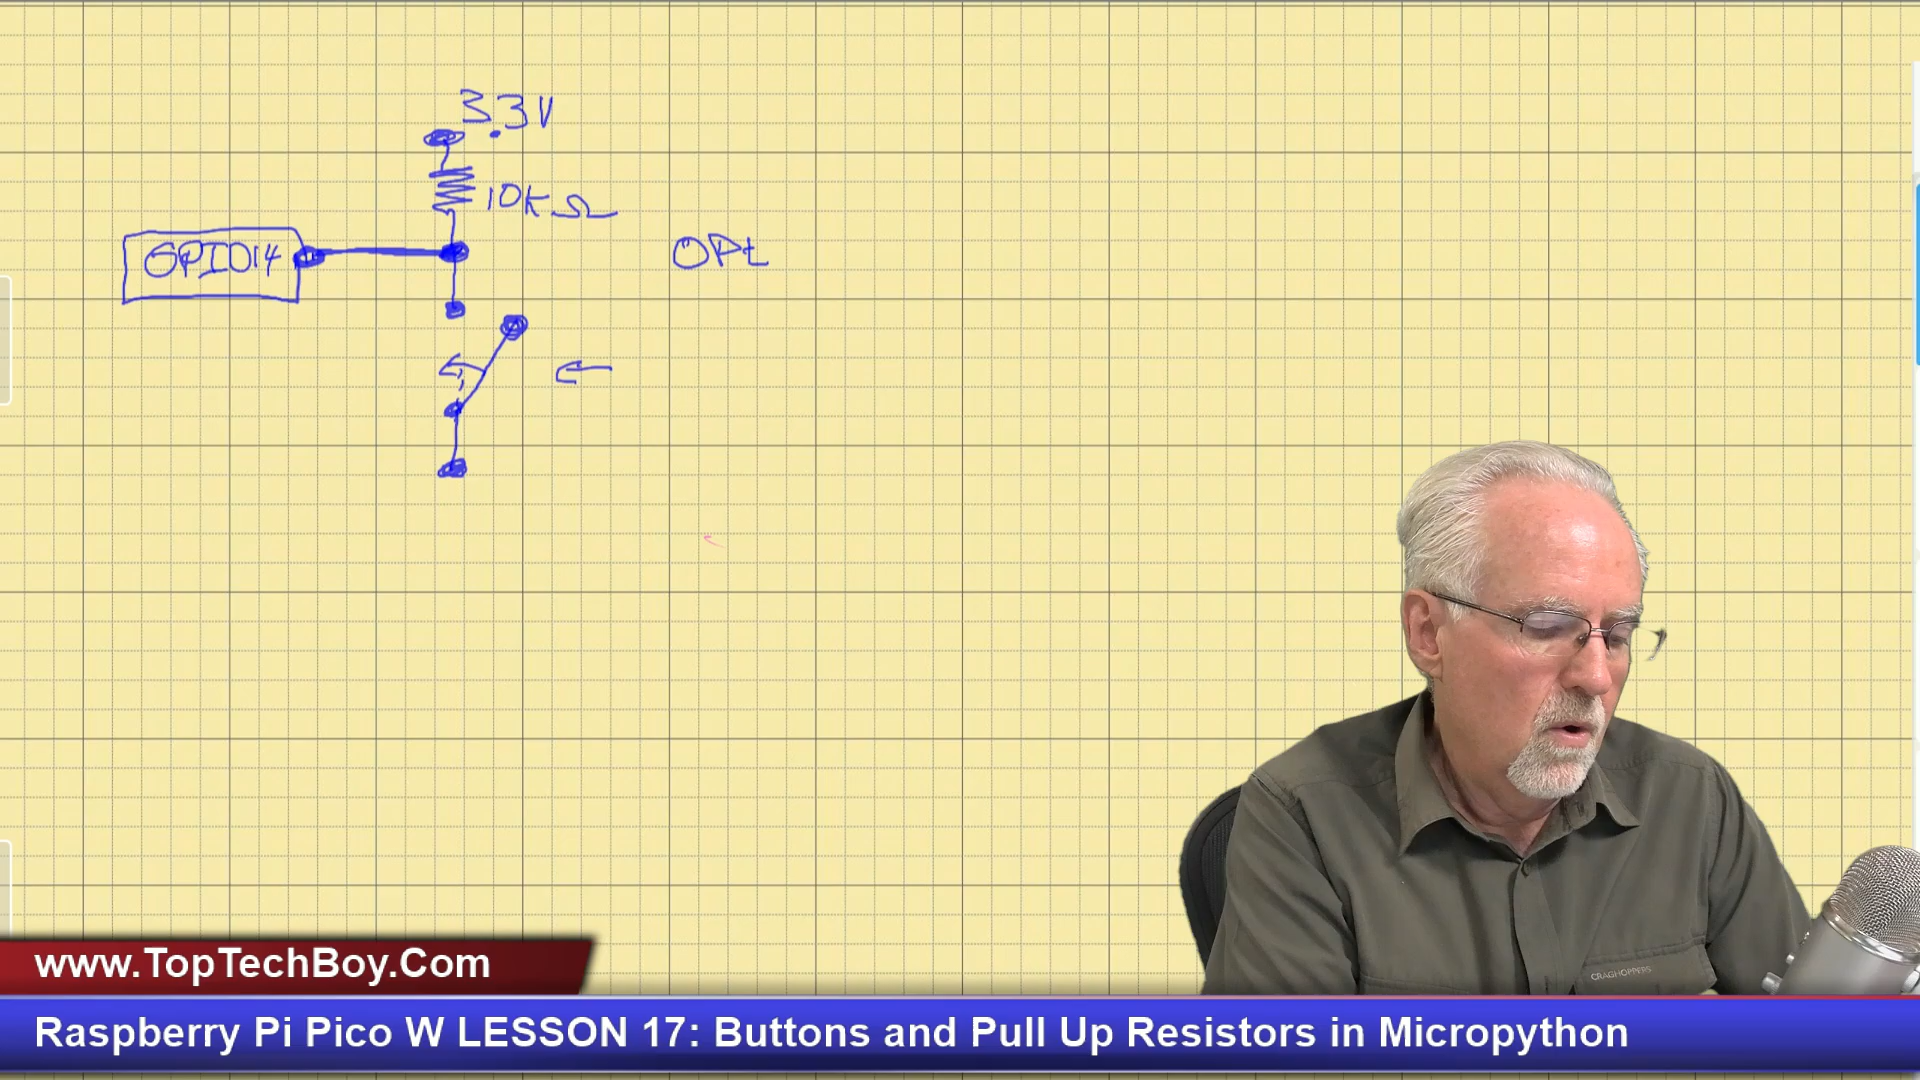 3.3V
10kΩ
GPIO14
OPt
CRAGHOPPERS
www.TopTechBoy.Com
Raspberry Pi Pico W LESSON 17: Buttons and Pull Up Resistors in Micropython